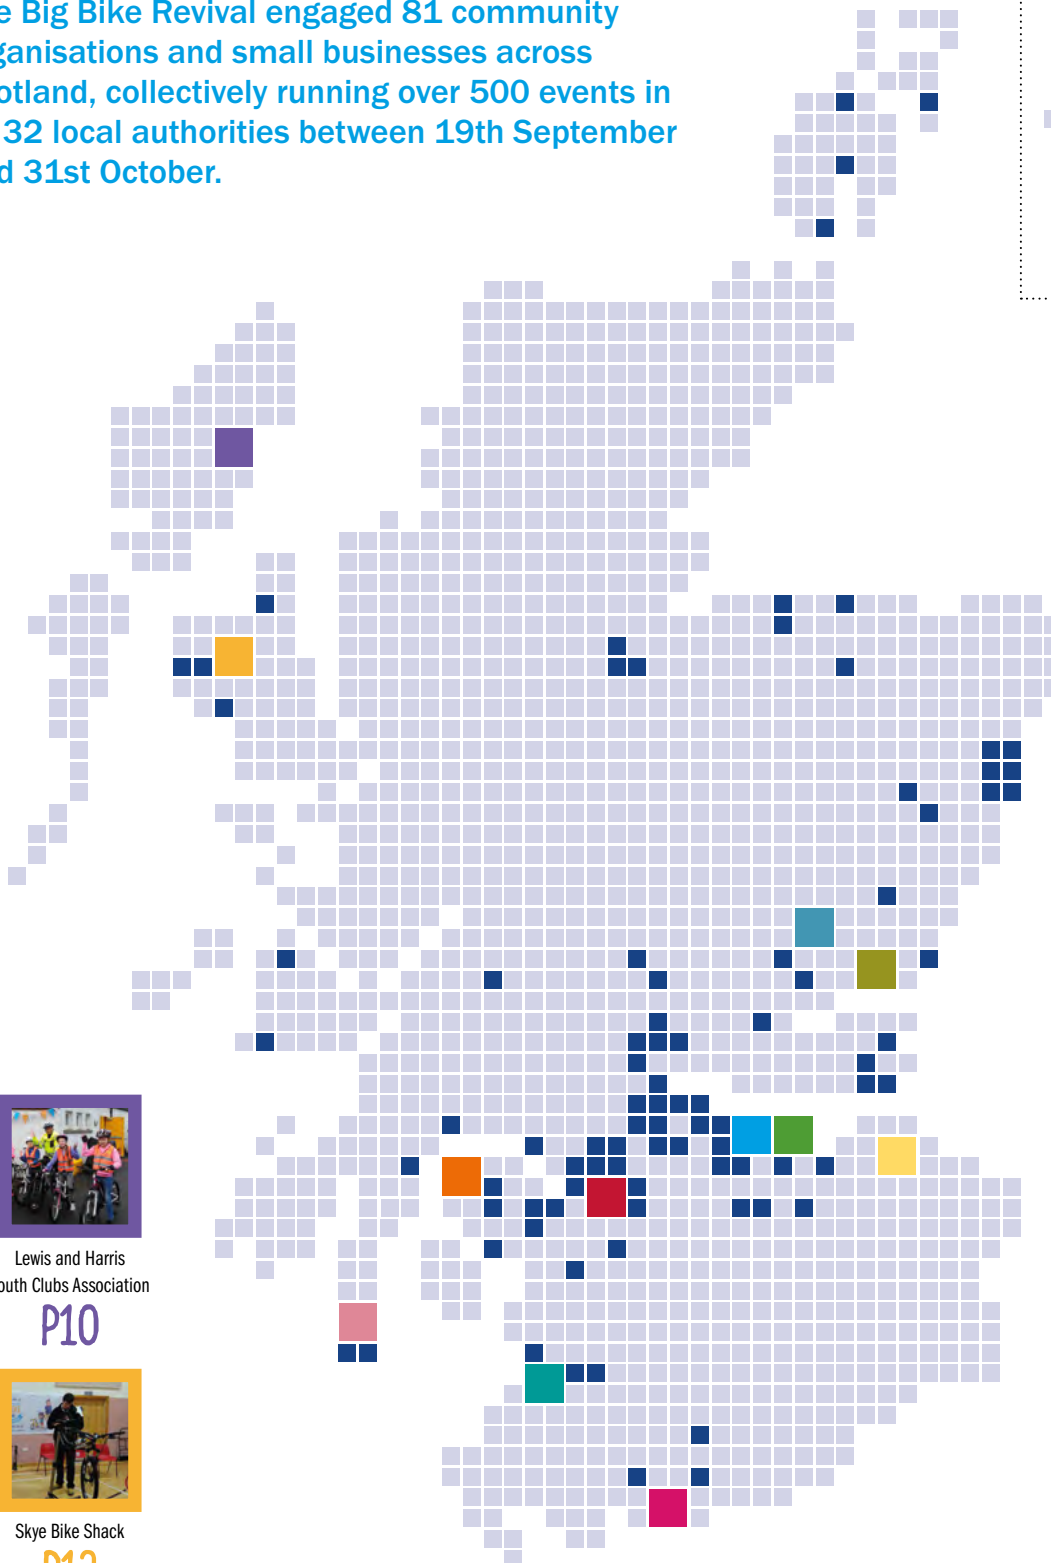 e Big Bike Revival engaged 81 community
ganisations and small businesses across
otland, collectively running over 500 events in
32 local authorities between 19th September
d 31st October.
Lewis and Harris
outh Clubs Association
P10
Skye Bike Shack
P12